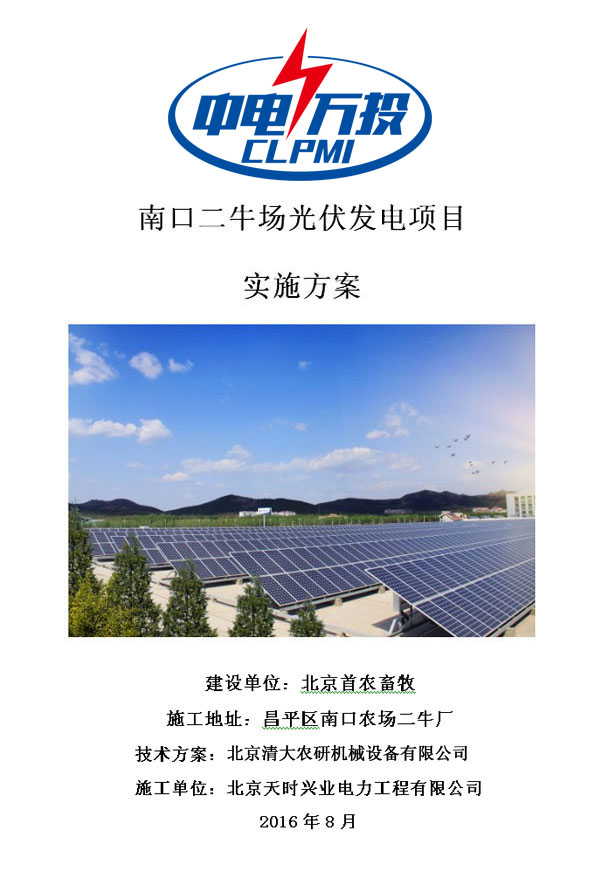 中电万投
CLPMI
南口二牛场光伏发电项目
实施方案
建设单位：北京首农畜牧
施工地址：昌平区南口农场二牛厂
技术方案：北京清大农研机械设备有限公司
施工单位：北京天时兴业电力工程有限公司
2016年8月